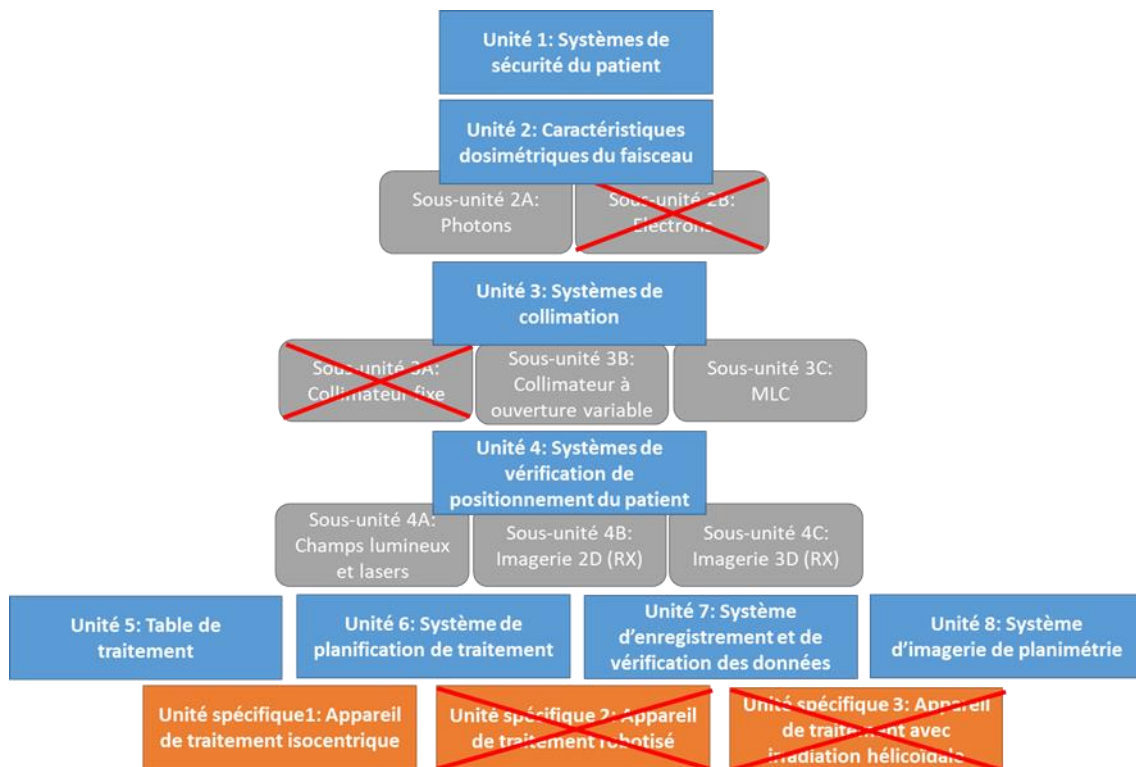 Unité 1: Systèmes de
sécurité du patient
Unité 2: Caractéristiques
dosimétriques du faisceau
Sous-unité 2A:
Photons
Sous-unité 2B:
Electrons
Unité 3: Systèmes de
collimation
Sous-unité 3A:
Collimateur fixe
Sous-unité 3B:
Collimateur à
ouverture variable
Sous-unité 3C:
MLC
Unité 4: Systèmes de
vérification de
positionnement du patient
Sous-unité 4A:
Champs lumineux
et lasers
Sous-unité 4B:
Imagerie 2D (RX)
Sous-unité 4C:
Imagerie 3D (RX)
Unité 5: Table de
traitement
Unité 6: Système de
planification de traitement
Unité 7: Système
d'enregistrement et de
vérification des données
Unité 8: Système
d'imagerie de planimétrie
Unité spécifique1: Appareil
de traitement isocentrique
Unité spécifique 2: Appareil
de traitement robotisé
Unité spécifique 3: Appareil
de traitement avec
irradiation hélicoïdale